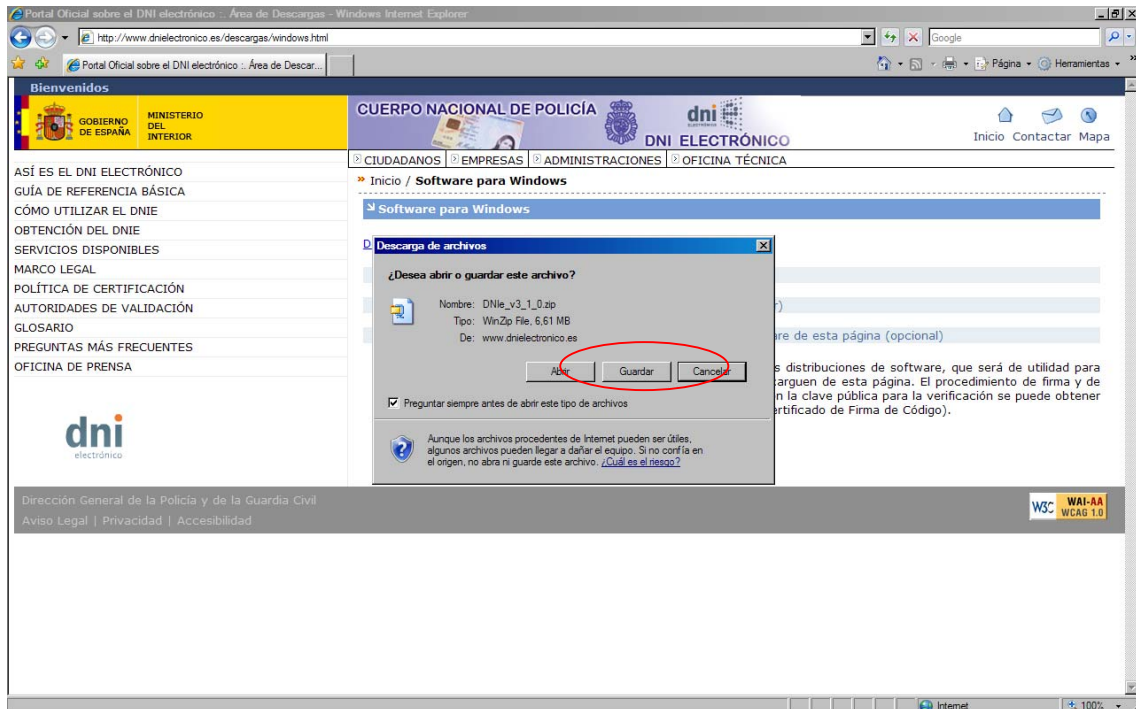 Portal Oficial sobre el DNI electrónico :. Área de Descargas - Windows Internet Explorer
http://www.dnielectronico.es/descargas/windows.html
Google
Portal Oficial sobre el DNI electrónico :. Área de Descar...
Página
Herramientas
Bienvenidos
GOBIERNO
DE ESPAÑA
MINISTERIO
DEL
INTERIOR
CUERPO NACIONAL DE POLICÍA
dni
DNI ELECTRÓNICO
Inicio Contactar Mapa
CIUDADANOS EMPRESAS ADMINISTRACIONES OFICINA TÉCNICA
ASÍ ES EL DNI ELECTRÓNICO
GUÍA DE REFERENCIA BÁSICA
CÓMO UTILIZAR EL DNIE
OBTENCIÓN DEL DNIE
SERVICIOS DISPONIBLES
MARCO LEGAL
POLÍTICA DE CERTIFICACIÓN
AUTORIDADES DE VALIDACIÓN
GLOSARIO
PREGUNTAS MÁS FRECUENTES
OFICINA DE PRENSA
dni
electrónico
» Inicio / Software para Windows
Software para Windows
D
Descarga de archivos
¿Desea abrir o guardar este archivo?
Nombre: DNIe_v3_1_0.zip
Tipo: WinZip File, 6,61 MB
De: www.dnielectronico.es
Abrir Guardar Cancelar
Preguntar siempre antes de abrir este tipo de archivos
Aunque los archivos procedentes de Internet pueden ser útiles,
algunos archivos pueden llegar a dañar el equipo. Si no confía en
el origen, no abra ni guarde este archivo. ¿Cuál es el riesgo?
)
are de esta página (opcional)
s distribuciones de software, que será de utilidad para
arguen de esta página. El procedimiento de firma y de
n la clave pública para la verificación se puede obtener
ertificado de Firma de Código).
Dirección General de la Policía y de la Guardia Civil
Aviso Legal | Privacidad | Accesibilidad
W3C WAI-AA
WCAG 1.0
Internet
100%